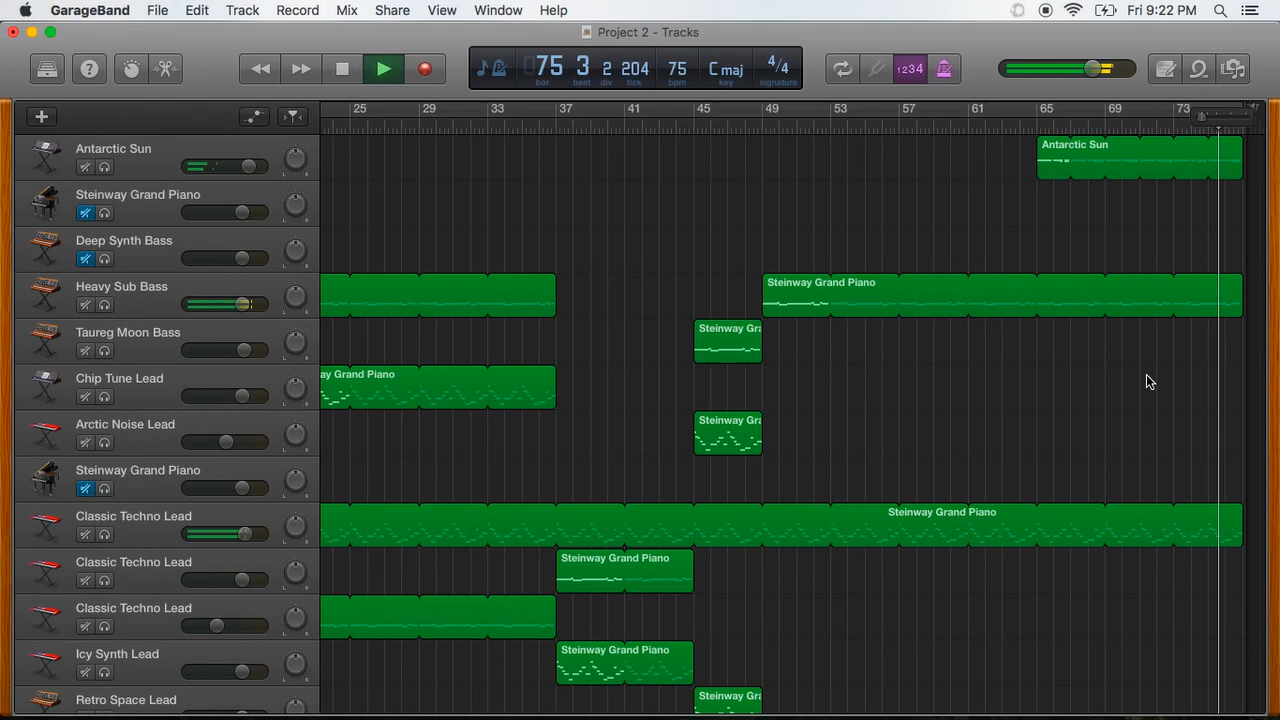 GarageBand File Edit Track Record Mix Share View Window Help Fri 9:22 PM
Project 2 - Tracks
75 3 2 204 75 C maj 4/4
bar beat div tick bpm key signature
1234
25 29 33 37 41 45 49 53 57 61 65 69 73
Antarctic Sun
Antarctic Sun
Steinway Grand Piano
Deep Synth Bass
Heavy Sub Bass
Steinway Grand Piano
Taureg Moon Bass
Steinway Gra
Chip Tune Lead
ay Grand Piano
Arctic Noise Lead
Steinway Gra
Steinway Grand Piano
Classic Techno Lead
Steinway Grand Piano
Classic Techno Lead
Steinway Grand Piano
Classic Techno Lead
Icy Synth Lead
Steinway Grand Piano
Retro Space Lead
Steinway Gra